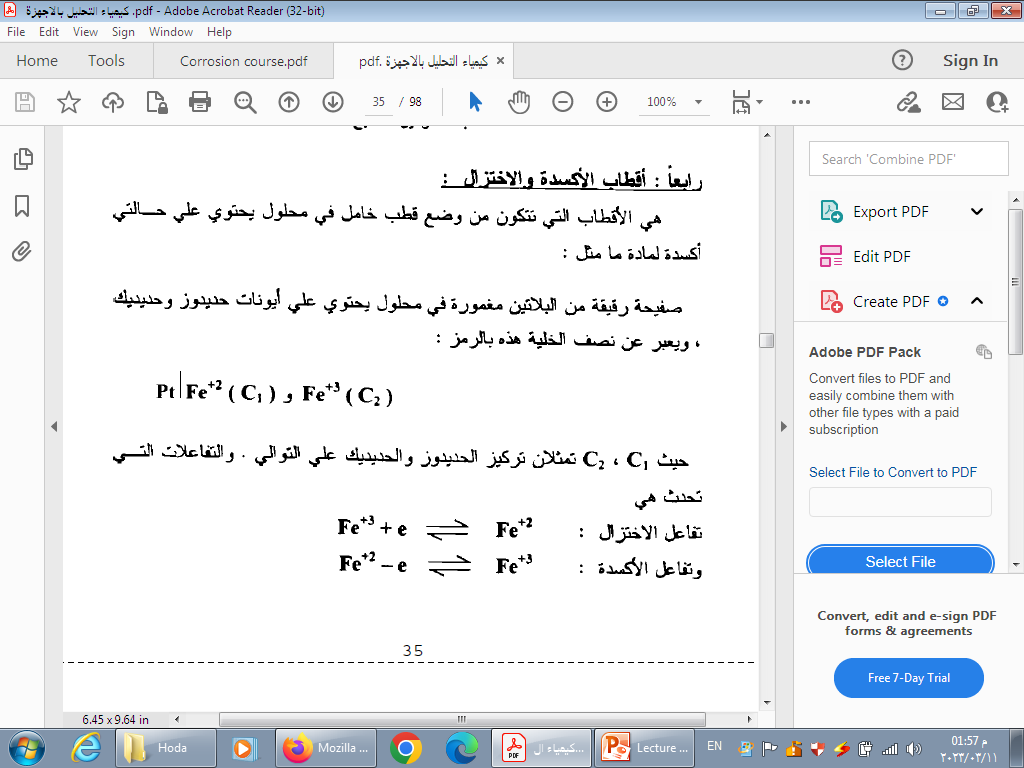 كيمياء التحليل بالاجهزة .pdf - Adobe Acrobat Reader (32-bit)
File Edit View Sign Window Help
Home Tools Corrosion course.pdf كيمياء التحليل بالاجهزة .pdf × Sign In
35 / 98 100%
رابعاً : أقطاب الأكسدة والاختزال :
هي الأقطاب التي تتكون من وضع قطب خامل في محلول يحتوي علي حــالتي
أكسدة لمادة ما مثل :
صفيحة رقيقة من البلاتين مغمورة في محلول يحتوي علي أيونات حديدوز وحديديك
، ويعبر عن نصف الخلية هذه بالرمز :
Pt | Fe⁺² ( C₁ ) و Fe⁺³ ( C₂ )
حيث C₁ ، C₂ تمثلان تركيز الحديدوز والحديديك علي التوالي . والتفاعلات التــي
تحدث هي
تفاعل الاختزال : Fe⁺³ + e ⇌ Fe⁺²
وتفاعل الأكسدة : Fe⁺² – e ⇌ Fe⁺³
35
6.45 x 9.64 in
Search 'Combine PDF'
Export PDF
Edit PDF
Create PDF
Adobe PDF Pack
Convert files to PDF and
easily combine them with
other file types with a paid
subscription
Select File to Convert to PDF
Select File
Convert, edit and e-sign PDF
forms & agreements
Free 7-Day Trial
Hoda Mozilla ... كيمياء ال... Lecture ... EN 01:57 م
٢٠٢٣/٠٣/١١